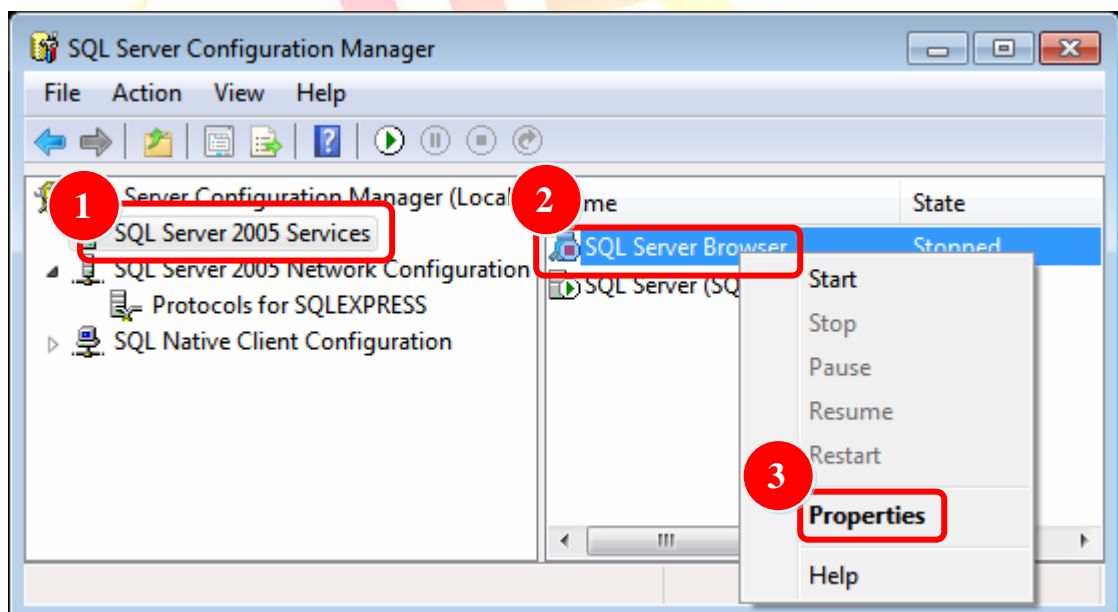 SQL Server Configuration Manager
File Action View Help
1
Server Configuration Manager (Local
2
me
State
SQL Server 2005 Services
SQL Server Browser
Stopped
SQL Server 2005 Network Configuration
SQL Server (SQ
Start
Protocols for SQLEXPRESS
Stop
SQL Native Client Configuration
Pause
Resume
Restart
3
Properties
Help